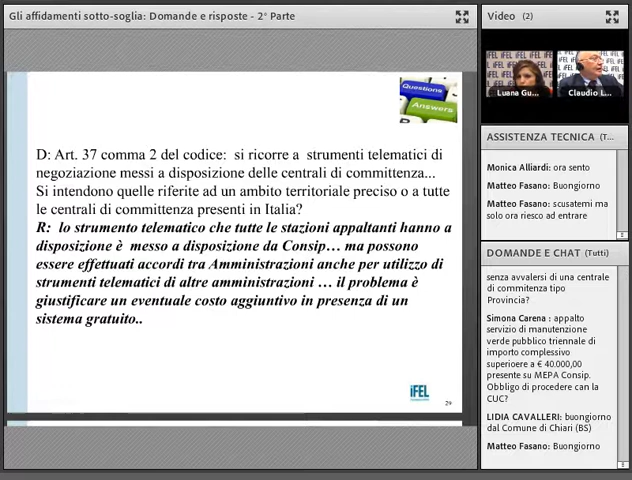 Gli affidamenti sotto-soglia: Domande e risposte - 2° Parte
Questions
Answers
D: Art. 37 comma 2 del codice: si ricorre a strumenti telematici di
negoziazione messi a disposizione delle centrali di committenza...
Si intendono quelle riferite ad un ambito territoriale preciso o a tutte
le centrali di committenza presenti in Italia?
R: lo strumento telematico che tutte le stazioni appaltanti hanno a
disposizione è messo a disposizione da Consip… ma possono
essere effettuati accordi tra Amministrazioni anche per utilizzo di
strumenti telematici di altre amministrazioni … il problema è
giustificare un eventuale costo aggiuntivo in presenza di un
sistema gratuito..
iFEL
29
Video (2)
Luana Gu...
Claudio L...
ASSISTENZA TECNICA (T...
Monica Alliardi: ora sento
Matteo Fasano: Buongiorno
Matteo Fasano: scusatemi ma
solo ora riesco ad entrare
DOMANDE E CHAT (Tutti)
senza avvalersi di una centrale
di commitenza tipo
Provincia?
Simona Carena : appalto
servizio di manutenzione
verde pubblico triennale di
importo complessivo
superioere a € 40.000,00
presente su MEPA Consip.
Obbligo di procedere can la
CUC?
LIDIA CAVALLERI: buongiorno
dal Comune di Chiari (BS)
Matteo Fasano: Buongiorno